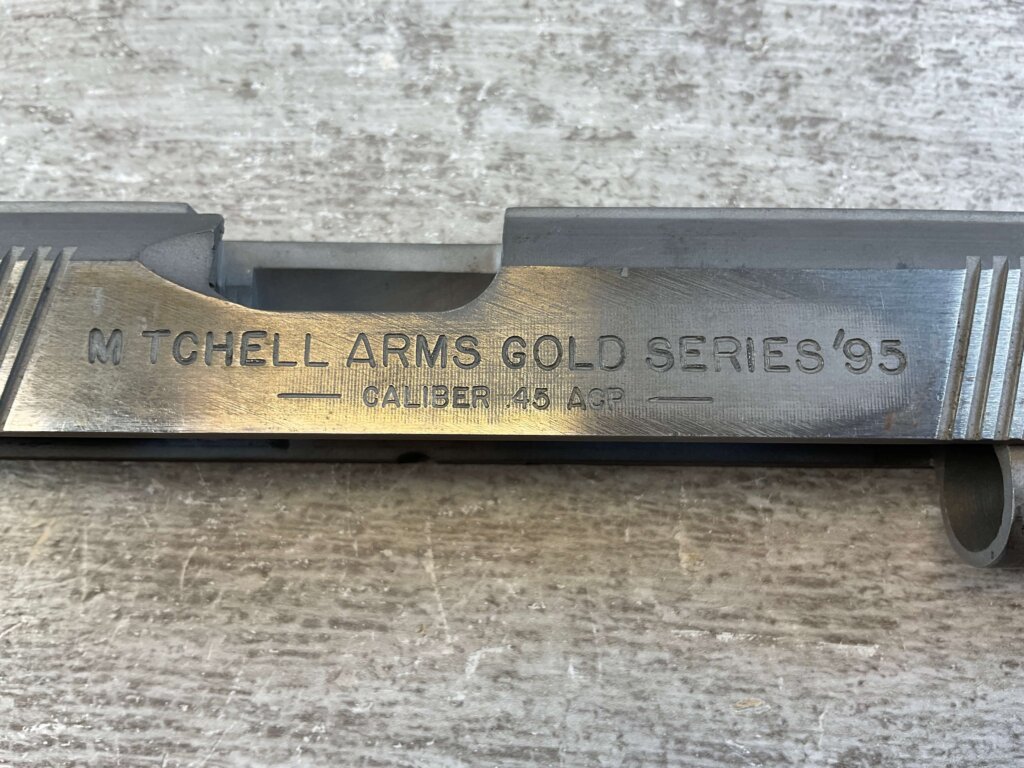 M TCHELL ARMS GOLD SERIES '95
— CALIBER .45 ACP —